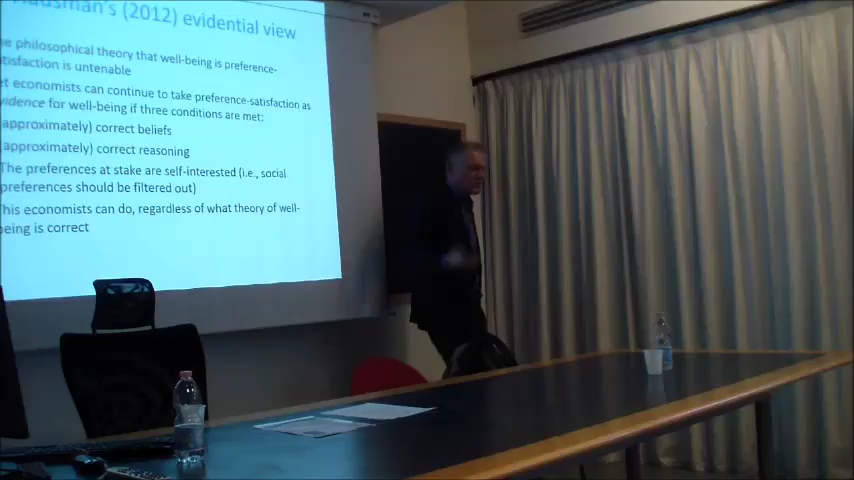 Hausman's (2012) evidential view
philosophical theory that well-being is preference-
satisfaction is untenable
economists can continue to take preference-satisfaction as
evidence for well-being if three conditions are met:
(approximately) correct beliefs
(approximately) correct reasoning
The preferences at stake are self-interested (i.e., social
preferences should be filtered out)
This economists can do, regardless of what theory of well-
being is correct